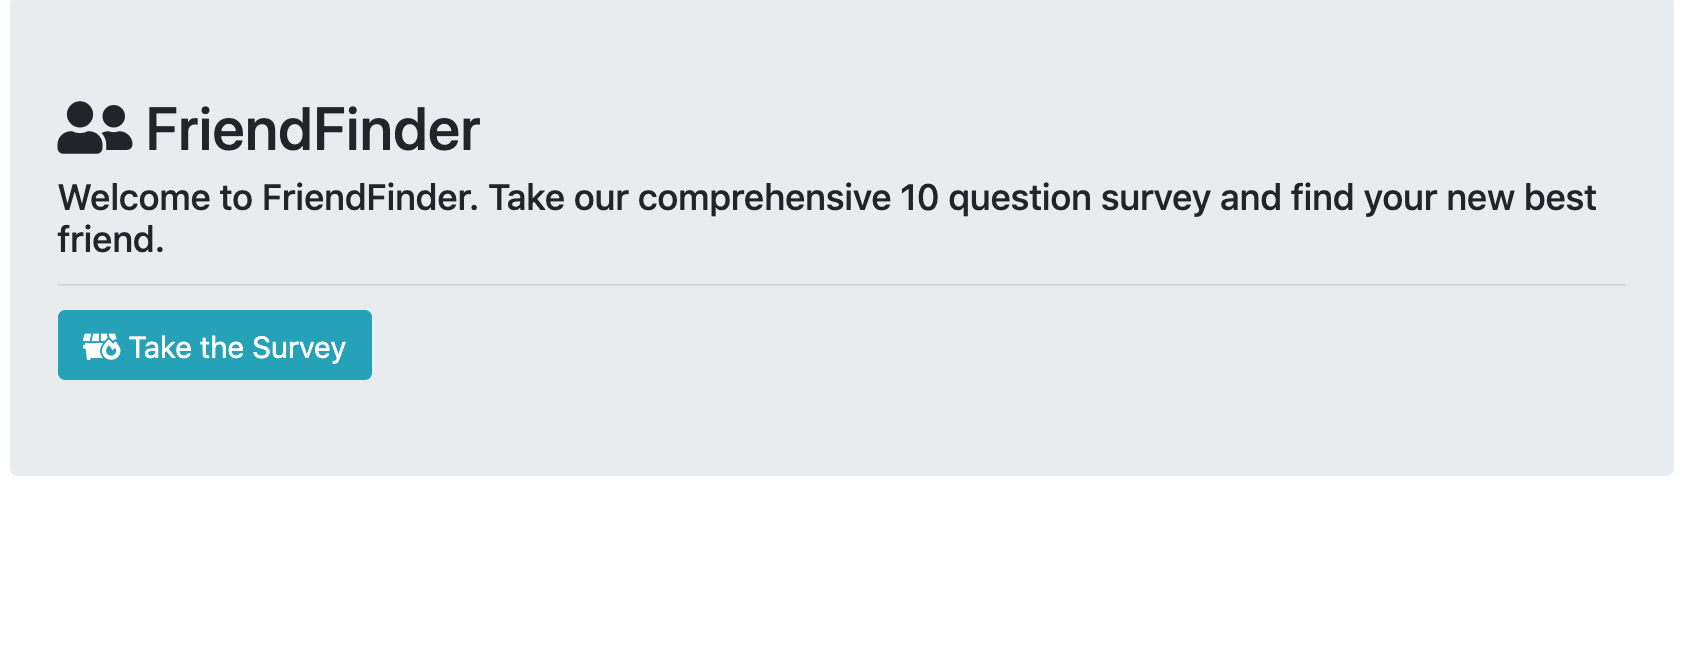 FriendFinder
Welcome to FriendFinder. Take our comprehensive 10 question survey and find your new best
friend.
Take the Survey